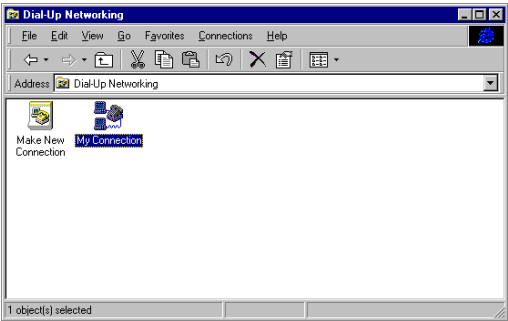 Dial-Up Networking
File Edit View Go Favorites Connections Help
Address Dial-Up Networking
Make New
Connection
My Connection
1 object(s) selected